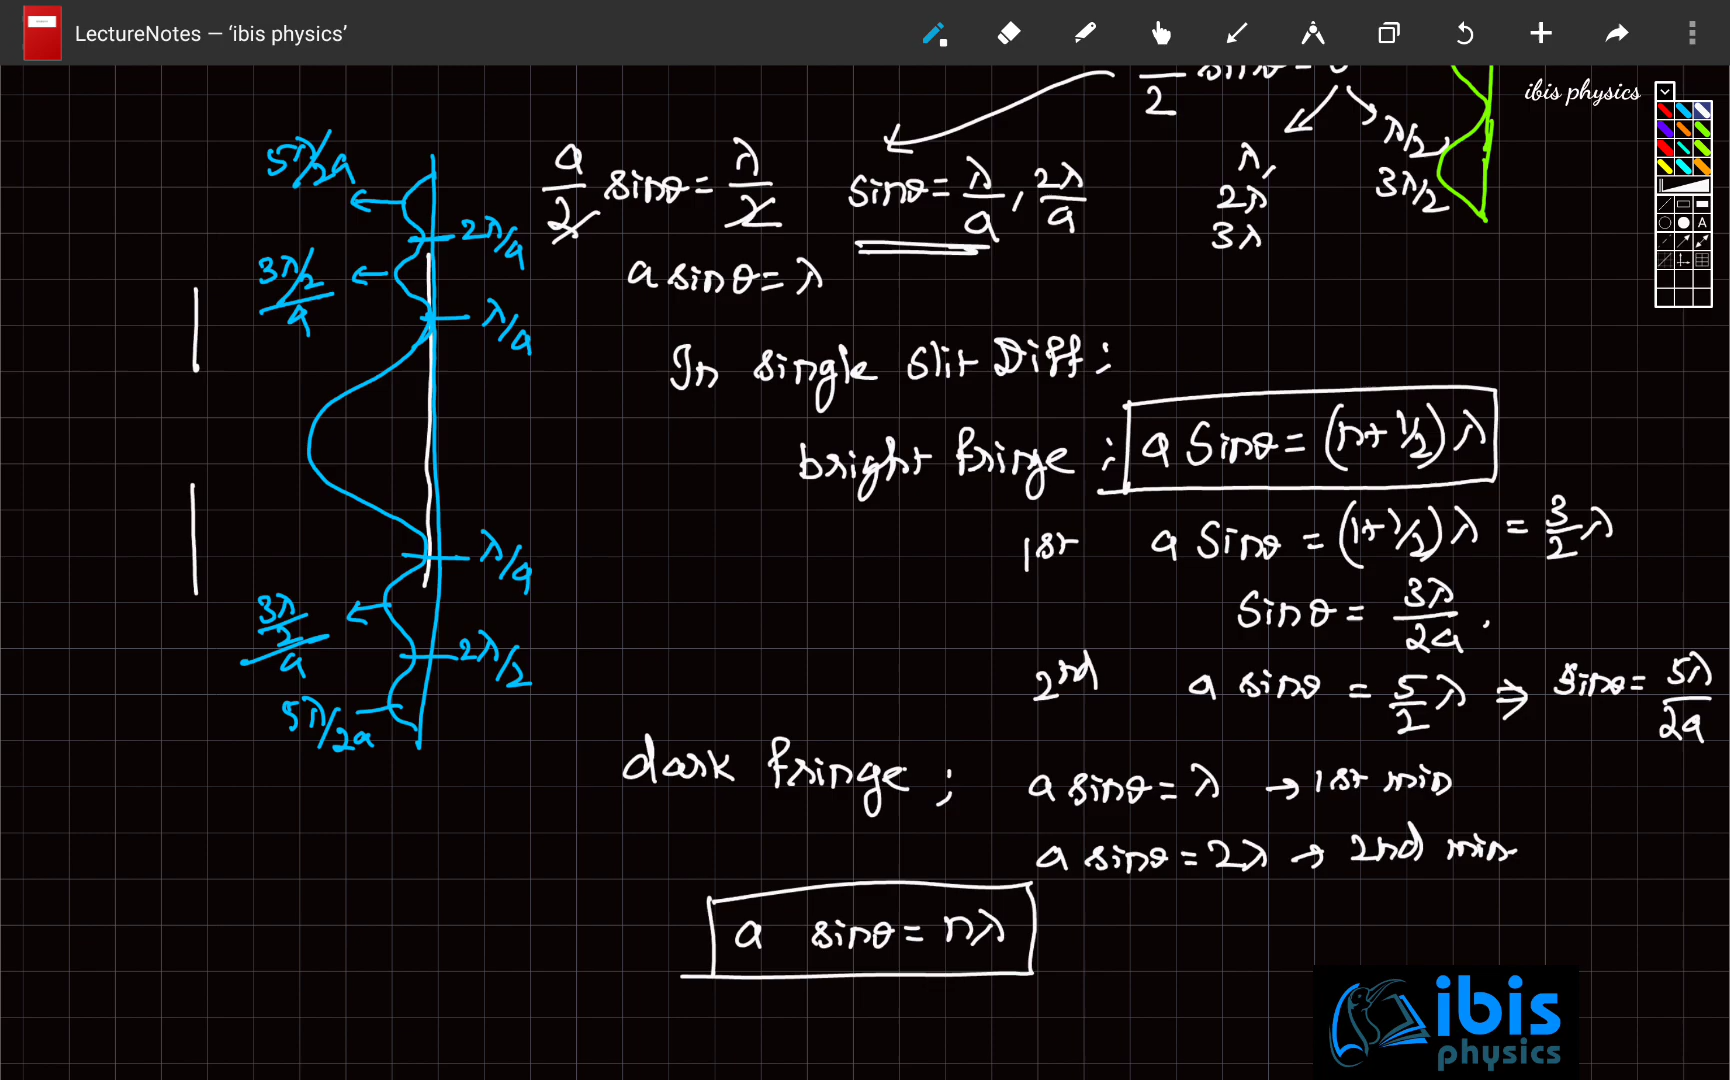 LectureNotes — ‘ibis physics’
ibis physics
2 sinθ = 0
a/2 sinθ = λ/2
sinθ = λ/a, 2λ/a
λ,
2λ
3λ
λ/2
3λ/2
a sinθ = λ
5λ/2a
2λ/a
3λ/2/a
λ/a
λ/a
3λ/2/a
2λ/2
5λ/2a
In single slit Diff :
bright fringe : a Sinθ = (n+1/2) λ
1st a Sinθ = (1+1/2) λ = 3/2 λ
Sinθ = 3λ/2a .
2nd a sinθ = 5/2 λ ⇒ sinθ = 5λ/2a
dark fringe ; a sinθ = λ → 1st min
a sinθ = 2λ → 2nd min
a sinθ = nλ
ibis
physics